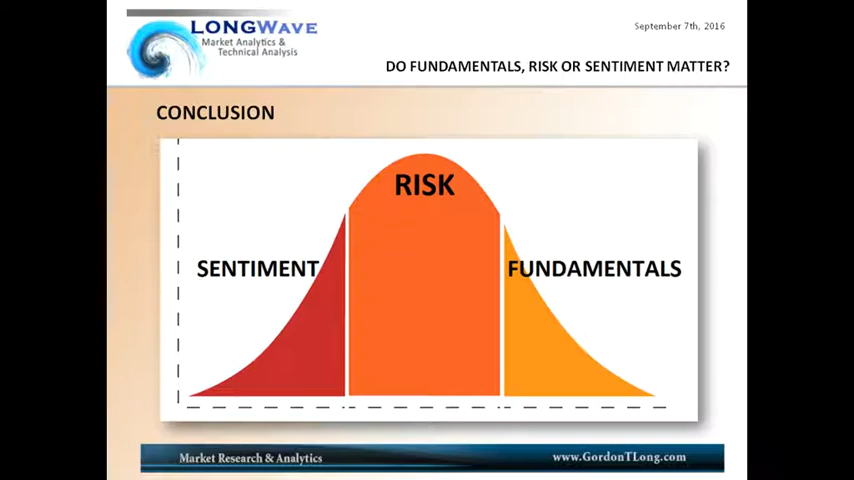 LONGWave
Market Analytics &
Technical Analysis
September 7th, 2016
DO FUNDAMENTALS, RISK OR SENTIMENT MATTER?
CONCLUSION
RISK
SENTIMENT
FUNDAMENTALS
Market Research & Analytics
www.GordonTLong.com